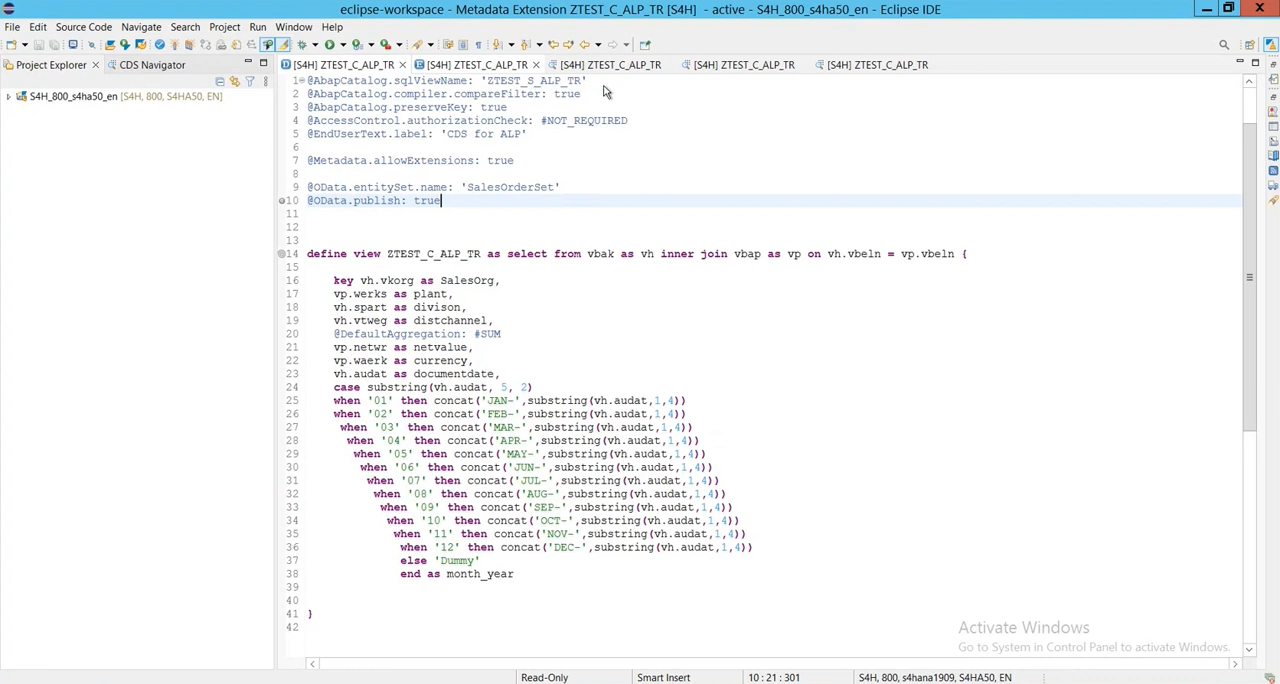 eclipse-workspace - Metadata Extension ZTEST_C_ALP_TR [S4H] - active - S4H_800_s4ha50_en - Eclipse IDE
File Edit Source Code Navigate Search Project Run Window Help
Project Explorer CDS Navigator
[S4H] ZTEST_C_ALP_TR [S4H] ZTEST_C_ALP_TR [S4H] ZTEST_C_ALP_TR [S4H] ZTEST_C_ALP_TR [S4H] ZTEST_C_ALP_TR
S4H_800_s4ha50_en [S4H, 800, S4HA50, EN]
1 @AbapCatalog.sqlViewName: 'ZTEST_S_ALP_TR'
2 @AbapCatalog.compiler.compareFilter: true
3 @AbapCatalog.preserveKey: true
4 @AccessControl.authorizationCheck: #NOT_REQUIRED
5 @EndUserText.label: 'CDS for ALP'
6
7 @Metadata.allowExtensions: true
8
9 @OData.entitySet.name: 'SalesOrderSet'
10 @OData.publish: true
11
12
13
14 define view ZTEST_C_ALP_TR as select from vbak as vh inner join vbap as vp on vh.vbeln = vp.vbeln {
15
16 key vh.vkorg as SalesOrg,
17 vp.werks as plant,
18 vh.spart as divison,
19 vh.vtweg as distchannel,
20 @DefaultAggregation: #SUM
21 vp.netwr as netvalue,
22 vp.waerk as currency,
23 vh.audat as documentdate,
24 case substring(vh.audat, 5, 2)
25 when '01' then concat('JAN-',substring(vh.audat,1,4))
26 when '02' then concat('FEB-',substring(vh.audat,1,4))
27 when '03' then concat('MAR-',substring(vh.audat,1,4))
28 when '04' then concat('APR-',substring(vh.audat,1,4))
29 when '05' then concat('MAY-',substring(vh.audat,1,4))
30 when '06' then concat('JUN-',substring(vh.audat,1,4))
31 when '07' then concat('JUL-',substring(vh.audat,1,4))
32 when '08' then concat('AUG-',substring(vh.audat,1,4))
33 when '09' then concat('SEP-',substring(vh.audat,1,4))
34 when '10' then concat('OCT-',substring(vh.audat,1,4))
35 when '11' then concat('NOV-',substring(vh.audat,1,4))
36 when '12' then concat('DEC-',substring(vh.audat,1,4))
37 else 'Dummy'
38 end as month_year
39
40
41 }
42
Activate Windows
Go to System in Control Panel to activate Windows.
Read-Only Smart Insert 10 : 21 : 301 S4H, 800, s4hana1909, S4HA50, EN